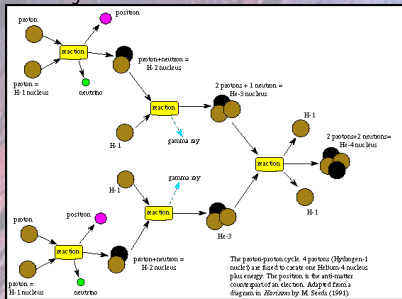 proton
positron
reaction
proton =
H-1 nucleus
neutrino
proton+neutron =
H-2 nucleus
H-1
reaction
gamma ray
2 protons + 1 neutron =
He-3 nucleus
H-1
reaction
2 protons+2 neutrons=
He-4 nucleus
H-1
gamma ray
H-1
reaction
He-3
proton
positron
reaction
proton
= H-1 nucleus
neutrino
proton+neutron =
H-2 nucleus
The proton-proton cycle. 4 protons (Hydrogen-1
nuclei) are fused to create one Helium-4 nucleus
plus energy. The positron is the anti-matter
counterpart of an electron. Adapted from a
diagram in Horizons by M. Seeds (1991).